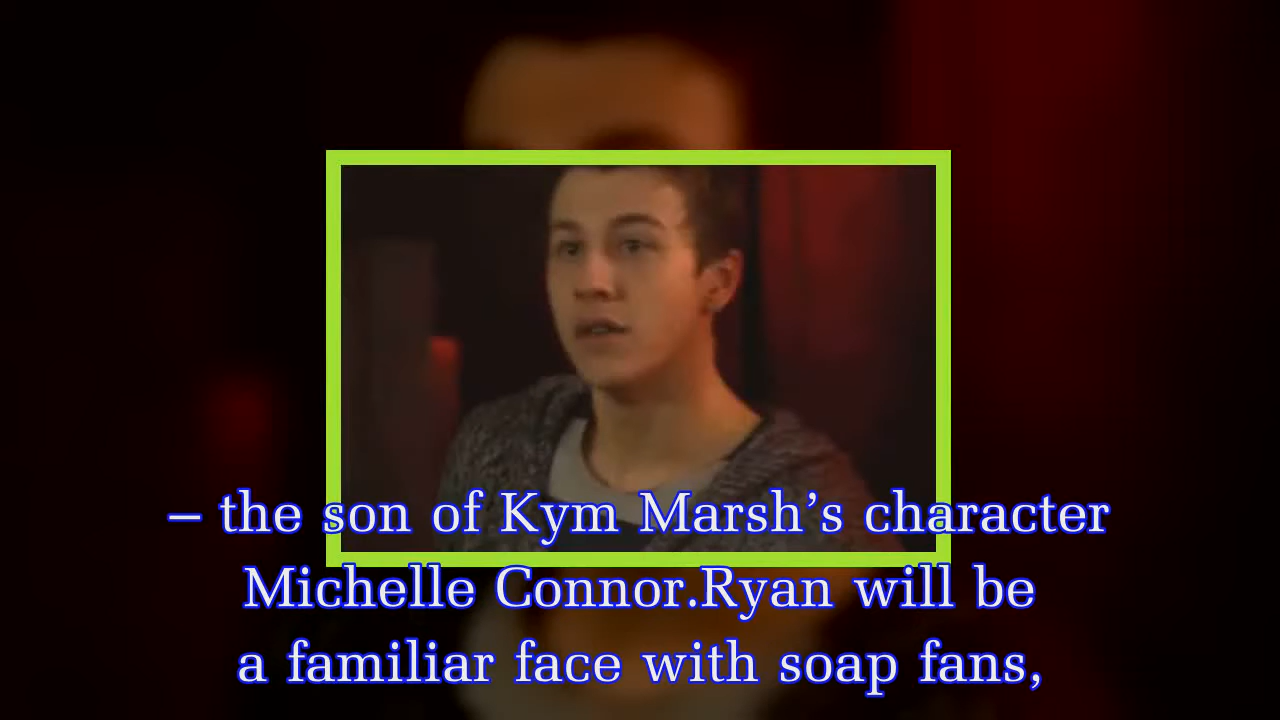 – the son of Kym Marsh’s character
Michelle Connor.Ryan will be
a familiar face with soap fans,